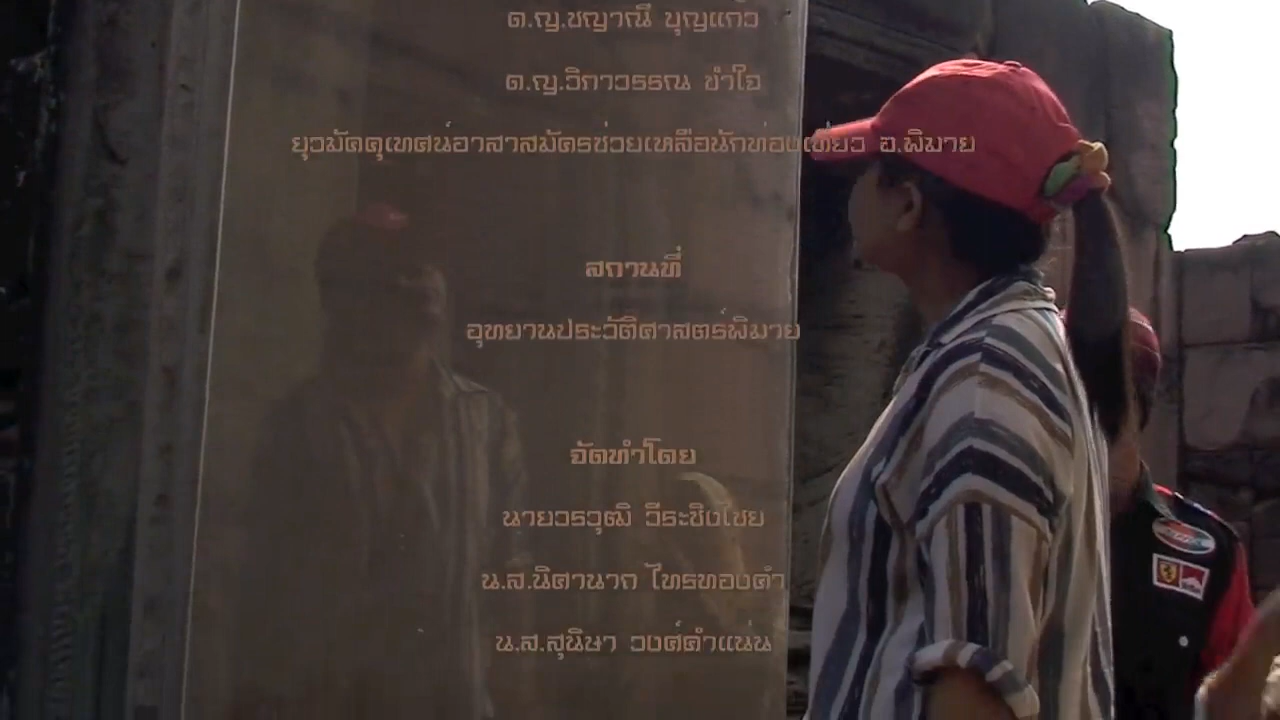 ด.ญ.ชญาณี บุญแก้ว
ด.ญ.วิภาวรรณ ขำใจ
ยุวมัคคุเทศน์อาสาสมัครช่วยเหลือนักท่องเที่ยว อ.พิมาย
สถานที่
อุทยานประวัติศาสตร์พิมาย
จัดทำโดย
นายวรวุฒิ วีระชิงไชย
น.ส.นิศานาถ ไทรทองคำ
น.ส.สุนิษา วงศ์คำแน่น